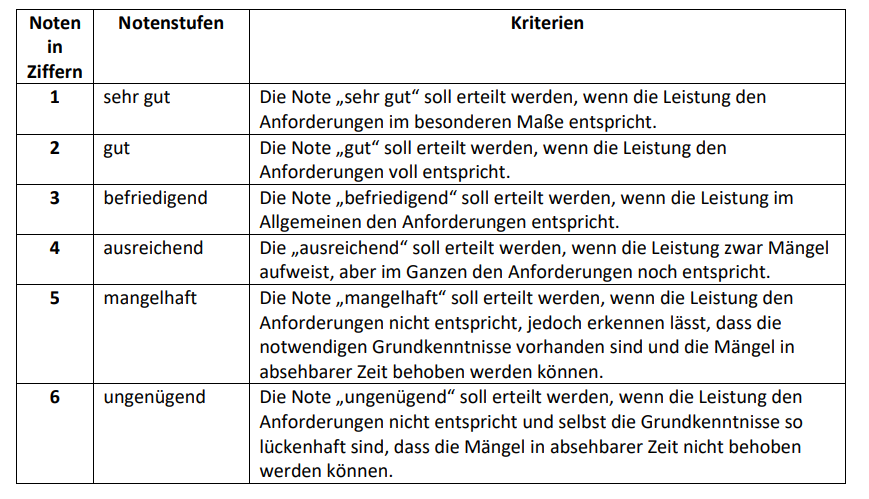 Noten in Ziffern	Notenstufen	Kriterien
1	sehr gut	Die Note „sehr gut“ soll erteilt werden, wenn die Leistung den
Anforderungen im besonderen Maße entspricht.
2	gut	Die Note „gut“ soll erteilt werden, wenn die Leistung den
Anforderungen voll entspricht.
3	befriedigend	Die Note „befriedigend“ soll erteilt werden, wenn die Leistung im
Allgemeinen den Anforderungen entspricht.
4	ausreichend	Die „ausreichend“ soll erteilt werden, wenn die Leistung zwar Mängel
aufweist, aber im Ganzen den Anforderungen noch entspricht.
5	mangelhaft	Die Note „mangelhaft“ soll erteilt werden, wenn die Leistung den
Anforderungen nicht entspricht, jedoch erkennen lässt, dass die
notwendigen Grundkenntnisse vorhanden sind und die Mängel in
absehbarer Zeit behoben werden können.
6	ungenügend	Die Note „ungenügend“ soll erteilt werden, wenn die Leistung den
Anforderungen nicht entspricht und selbst die Grundkenntnisse so
lückenhaft sind, dass die Mängel in absehbarer Zeit nicht behoben
werden können.